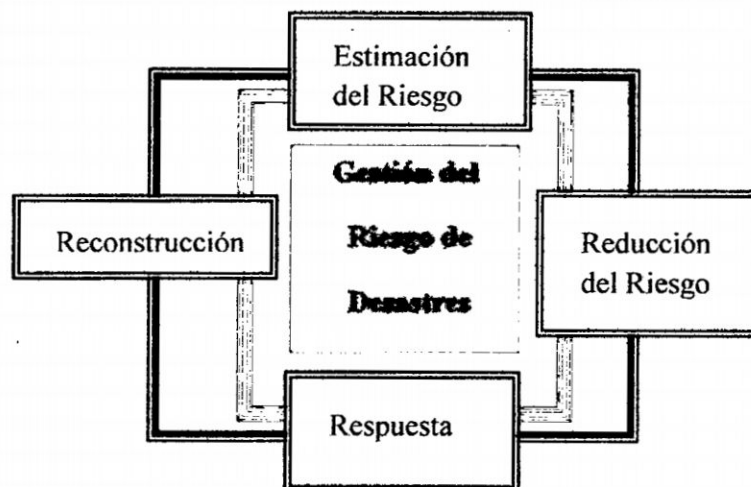 Estimación
del Riesgo
Gestión del
Riesgo de
Desastres
Reconstrucción
Reducción
del Riesgo
Respuesta